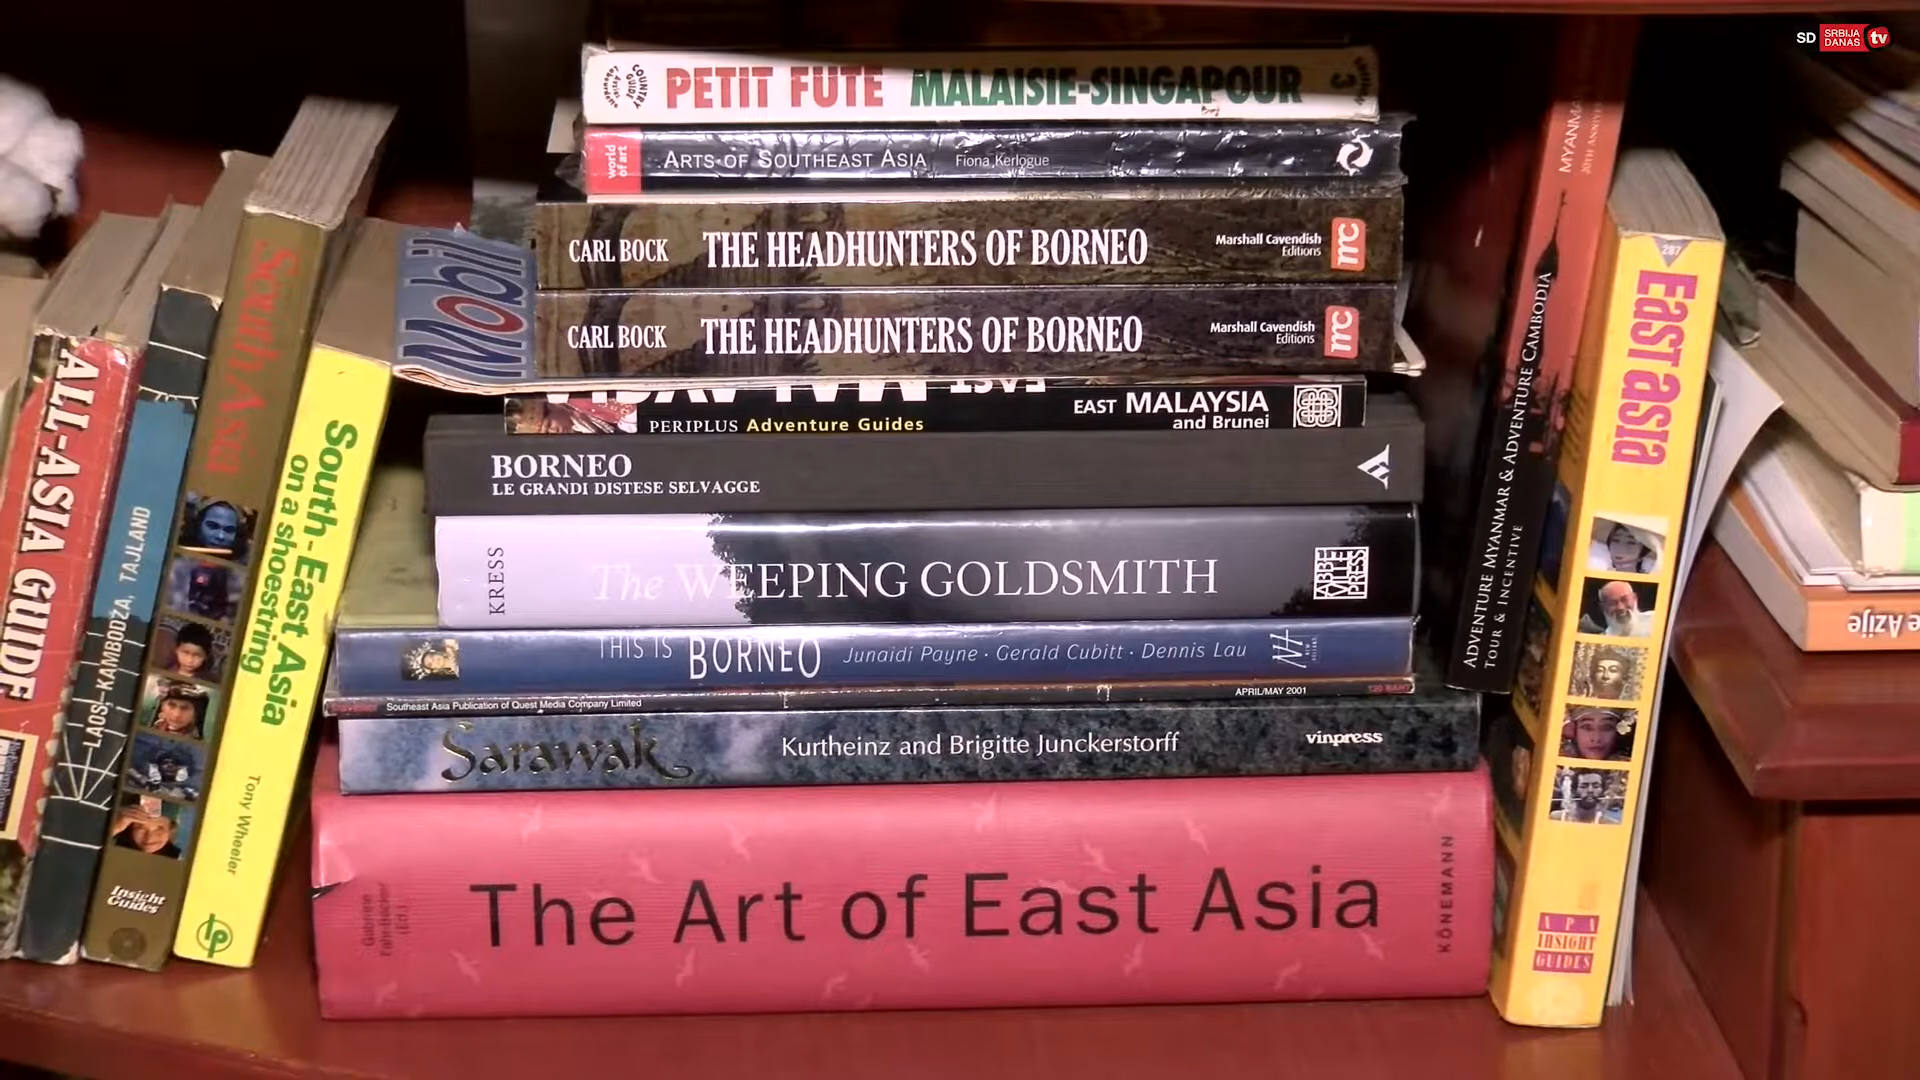 SD SRBIJA DANAS tv
COUNTRY GUIDE
PETIT FUTE MALAISIE-SINGAPOUR
world of art
ARTS OF SOUTHEAST ASIA Fiona Kerlogue
CARL BOCK THE HEADHUNTERS OF BORNEO Marshall Cavendish Editions mc
Mobil
CARL BOCK THE HEADHUNTERS OF BORNEO Marshall Cavendish Editions mc
EAST
PERIPLUS Adventure Guides EAST MALAYSIA and Brunei
BORNEO
LE GRANDI DISTESE SELVAGGE
KRESS The WEEPING GOLDSMITH ABBEVILLE PRESS
THIS IS BORNEO Junaidi Payne · Gerald Cubitt · Dennis Lau
Southeast Asia Publication of Quest Media Company Limited APRIL/MAY 2001 120 BAHT
Sarawak Kurtheinz and Brigitte Junckerstorff vinpress
The Art of East Asia KÖNEMANN
ALL-ASIA GUIDE
LAOS, KAMBODŽA, TAJLAND
South Asia
Insight Guides
South-East Asia
on a shoestring
Tony Wheeler
lp
ADVENTURE MYANMAR & ADVENTURE CAMBODIA
TOUR & INCENTIVE
287
East Asia
APA INSIGHT GUIDES
Azije